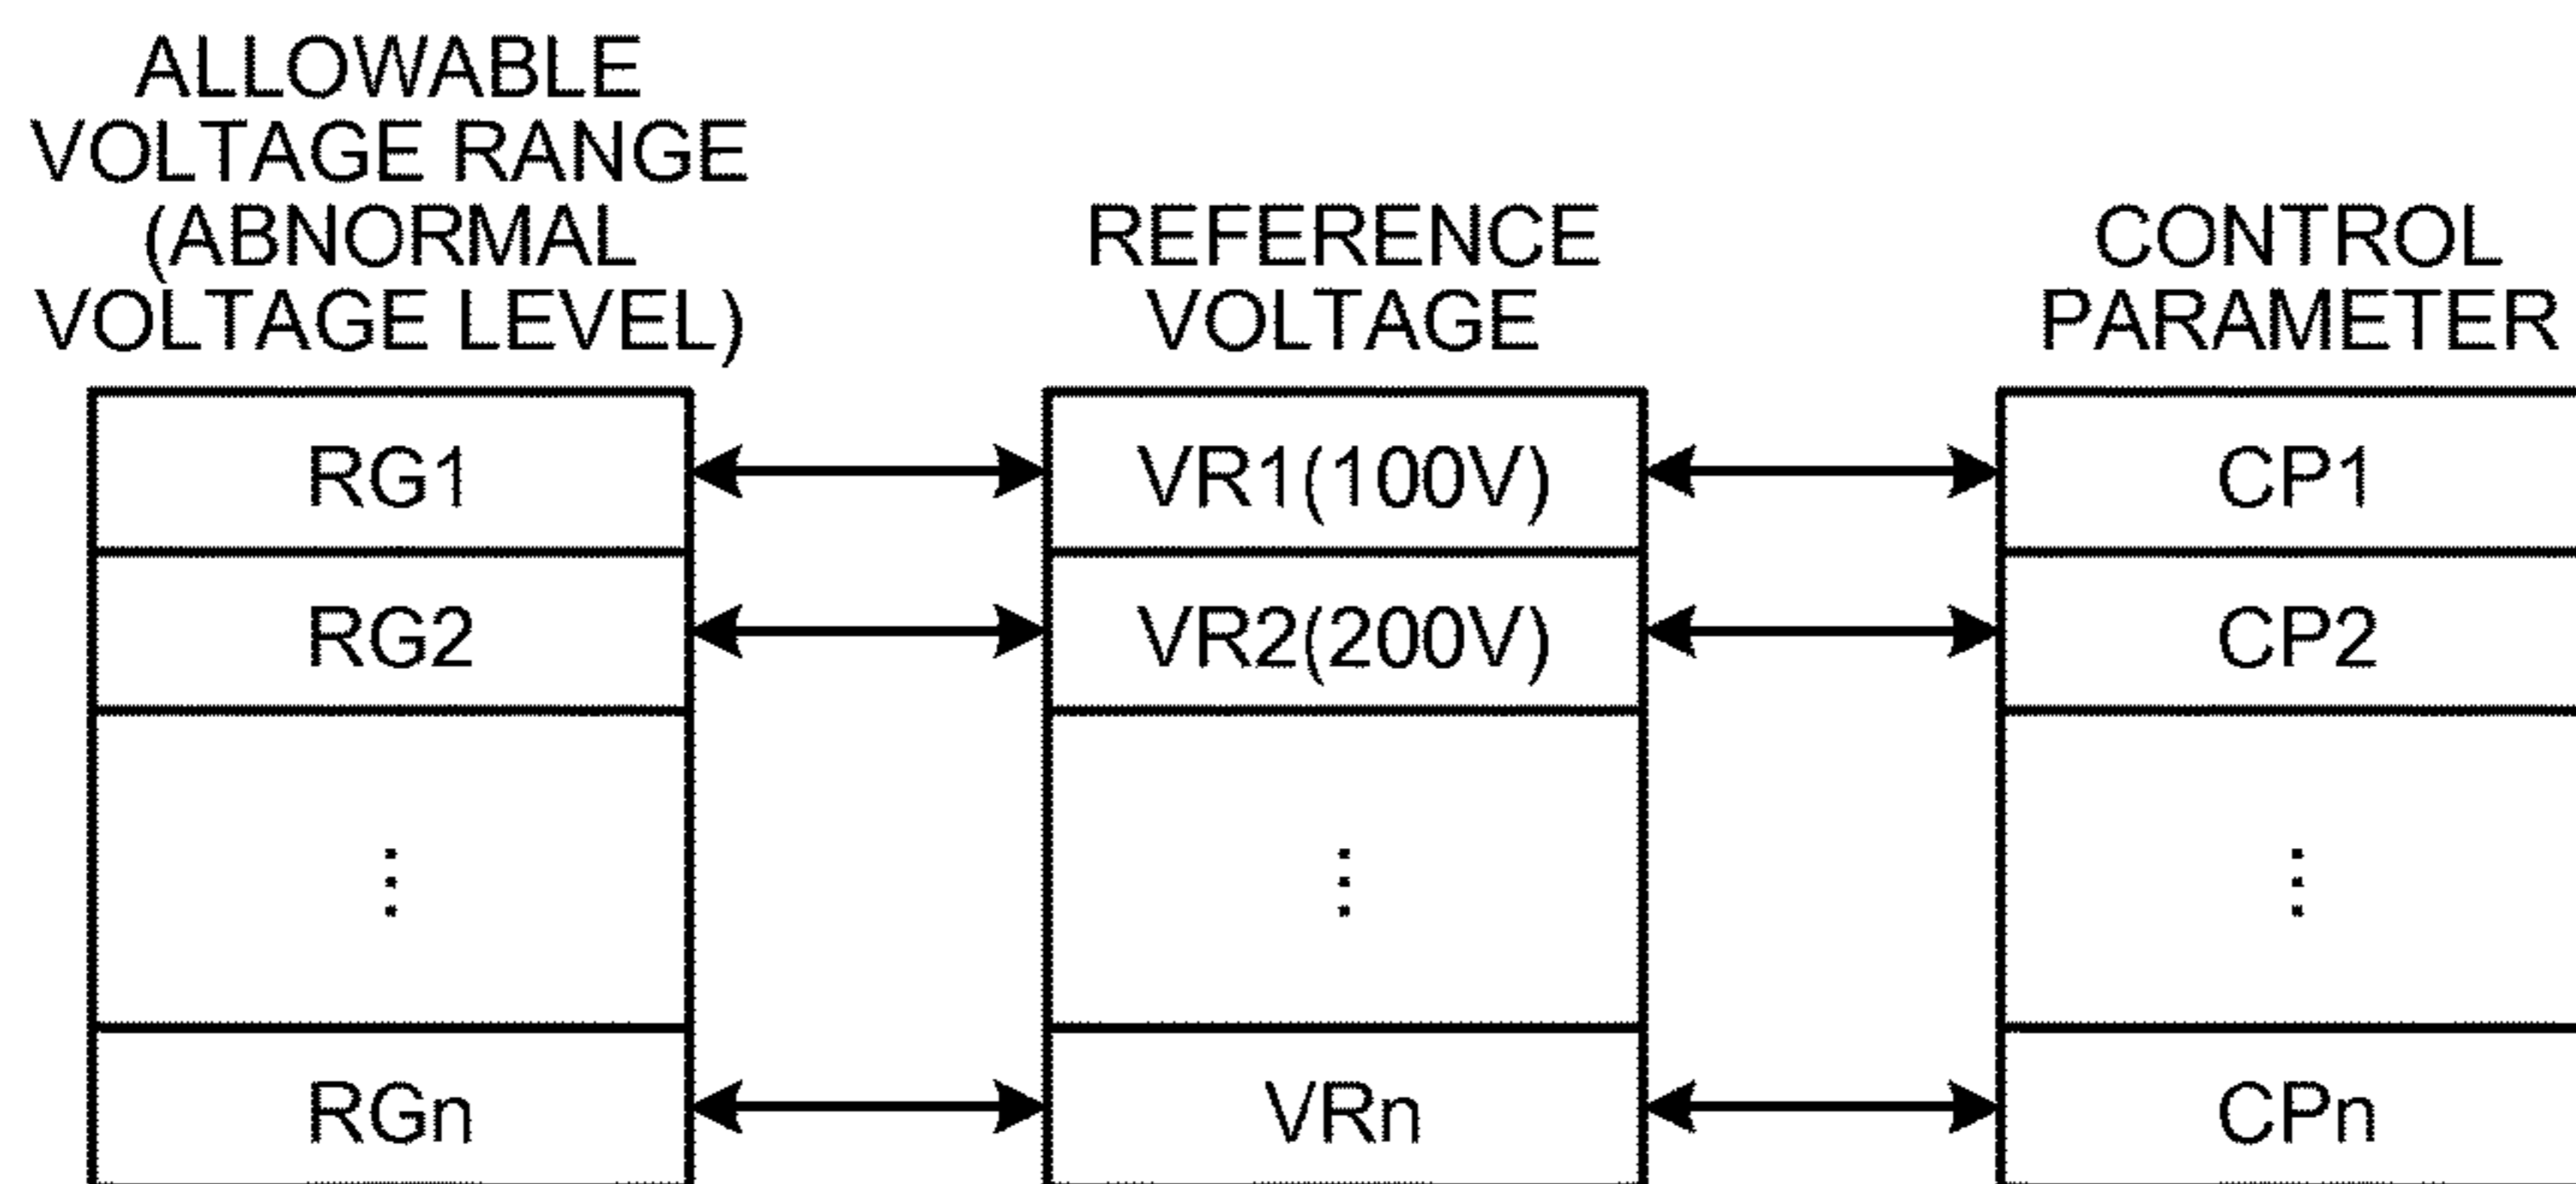 ALLOWABLE
VOLTAGE RANGE
(ABNORMAL
VOLTAGE LEVEL)
REFERENCE
VOLTAGE
CONTROL
PARAMETER
RG1
VR1(100V)
CP1
RG2
VR2(200V)
CP2
⋮
⋮
⋮
RGn
VRn
CPn